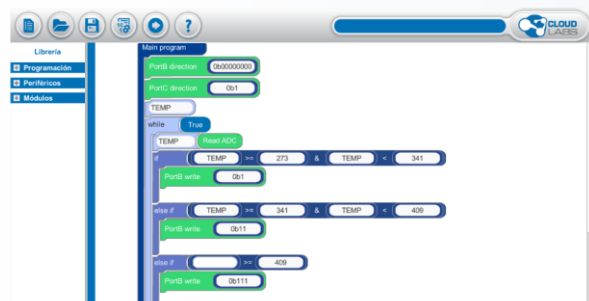 ?
CLOUD
LABS
Librería
Programación
Periféricos
Módulos
Main program
PortB direction 0b00000000
PortC direction 0b1
TEMP
while True
TEMP Read ADC
if TEMP >= 273 & TEMP < 341
PortB write 0b1
else if TEMP >= 341 & TEMP < 409
PortB write 0b11
else if >= 409
PortB write 0b111